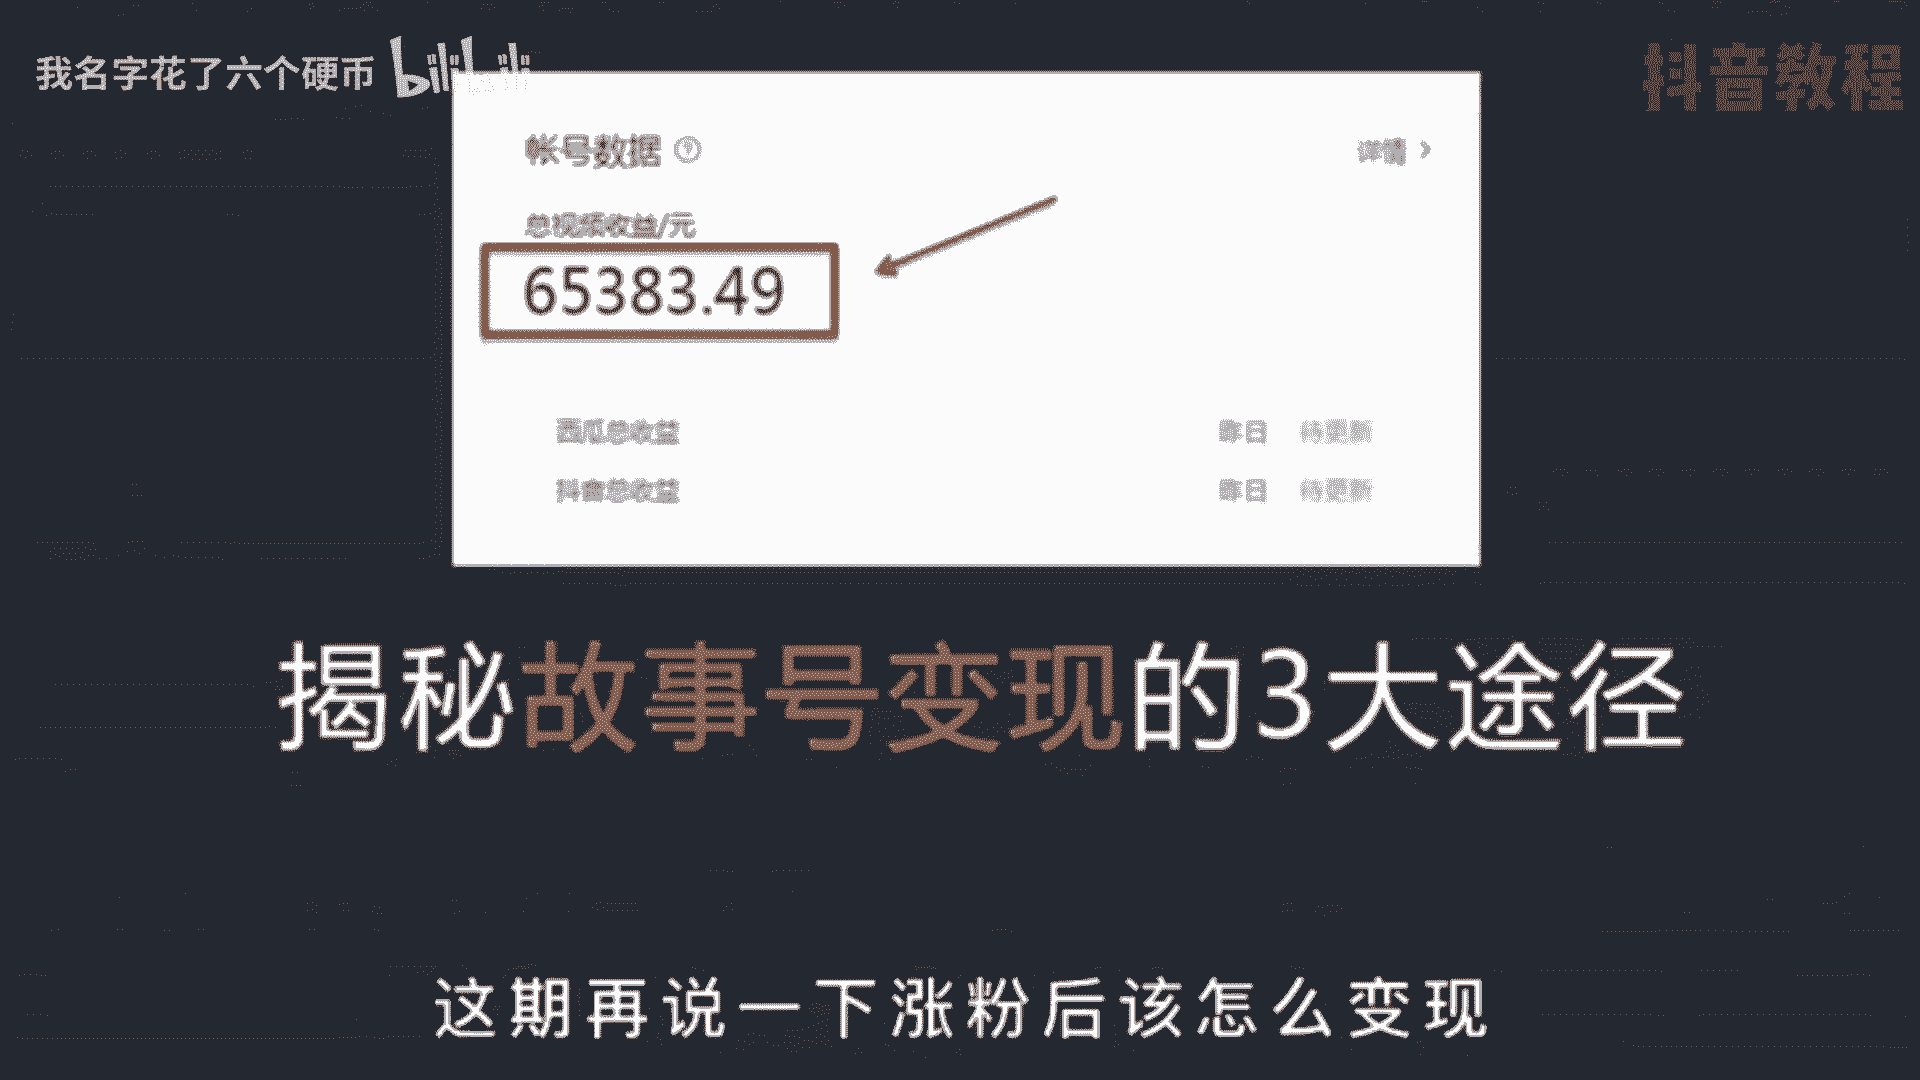 我名字花了六个硬币 bilibili
抖音教程
帐号数据
详情
总视频收益/元
65383.49
西瓜总收益 昨日 待更新
抖音总收益 昨日 待更新
揭秘故事号变现的3大途径
这期再说一下涨粉后该怎么变现